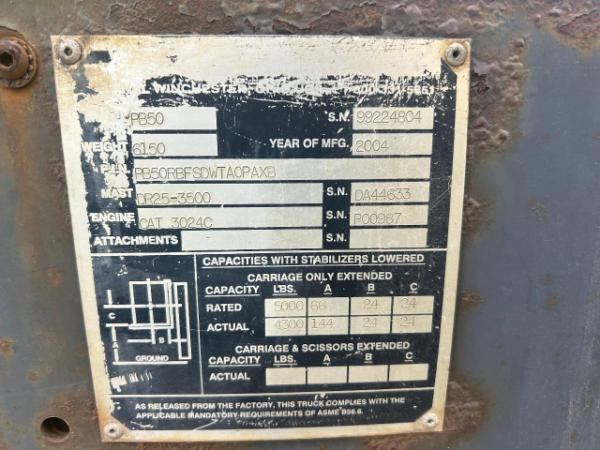 WINCHESTER,
PB50 S.N. 99224804
WEIGHT 6150 YEAR OF MFG. 2004
P.I.N. PB50RBFSDWTA0PAXB
MAST DR25-3600 S.N. DA44633
ENGINE CAT 3024C S.N. P00987
ATTACHMENTS S.N.
CAPACITIES WITH STABILIZERS LOWERED
CARRIAGE ONLY EXTENDED
CAPACITY LBS. A B C
RATED 5000 66 24 24
ACTUAL 4300 144 24 24
CARRIAGE & SCISSORS EXTENDED
CAPACITY LBS. A B C
ACTUAL
C
B
A
GROUND
AS RELEASED FROM THE FACTORY, THIS TRUCK COMPLIES WITH THE
APPLICABLE MANDATORY REQUIREMENTS OF ASME B56.6.